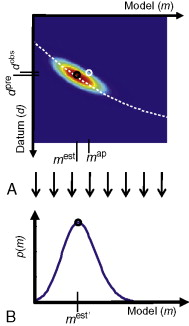 Model (m)
Datum (d)
d^pre d^obs
m^est m^ap
A
p(m)
Model (m)
m^est'
B